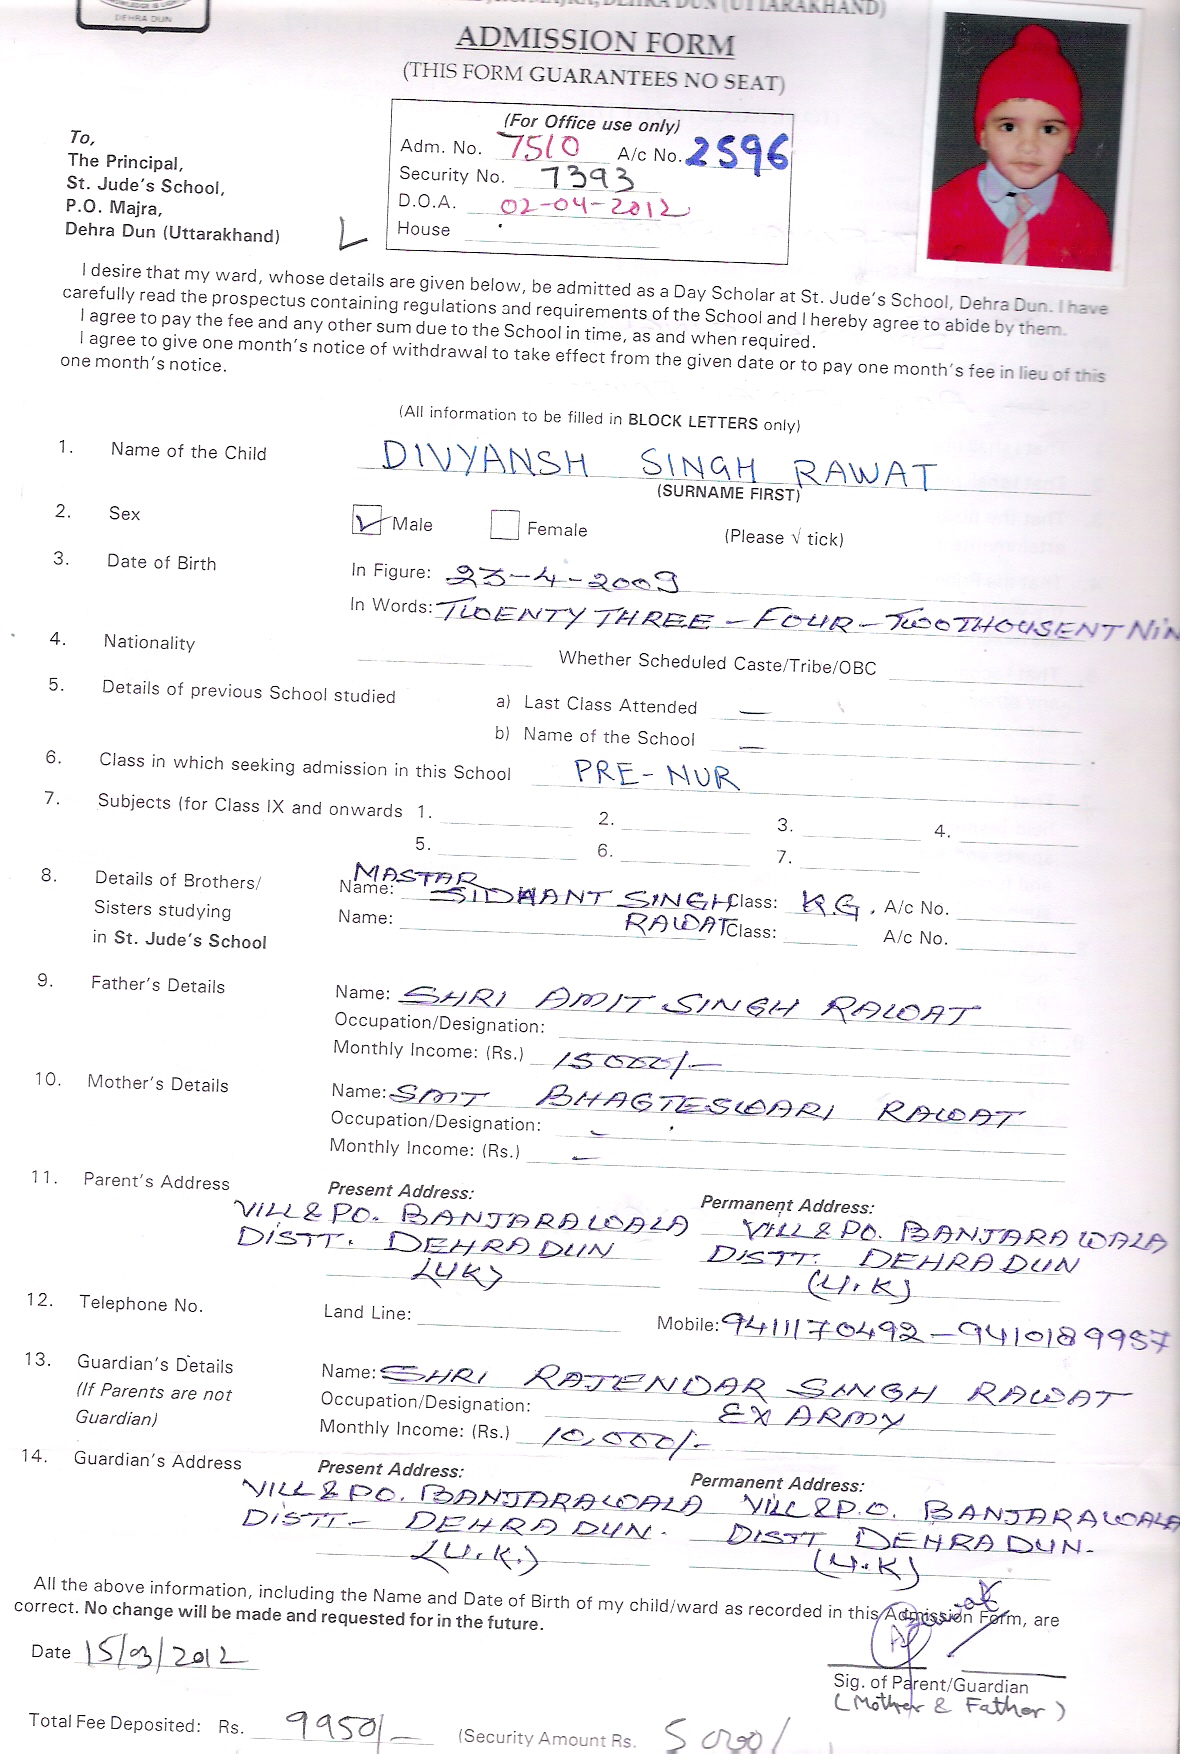 DEHRA DUN
DEHRA DUN (UTTARAKHAND)
ADMISSION FORM
(THIS FORM GUARANTEES NO SEAT)
(For Office use only)
Adm. No. 7510 A/c No. 2596
Security No. 7393
D.O.A. 02-04-2012
House
To,
The Principal,
St. Jude's School,
P.O. Majra,
Dehra Dun (Uttarakhand)
I desire that my ward, whose details are given below, be admitted as a Day Scholar at St. Jude's School, Dehra Dun. I have
carefully read the prospectus containing regulations and requirements of the School and I hereby agree to abide by them.
I agree to pay the fee and any other sum due to the School in time, as and when required.
I agree to give one month's notice of withdrawal to take effect from the given date or to pay one month's fee in lieu of this
one month's notice.
(All information to be filled in BLOCK LETTERS only)
1. Name of the Child DIVYANSH SINGH RAWAT
(SURNAME FIRST)
2. Sex Male Female (Please √ tick)
3. Date of Birth In Figure: 23-4-2009
In Words: TWENTY THREE - FOUR - TWOTHOUSENT NIN
4. Nationality Whether Scheduled Caste/Tribe/OBC
5. Details of previous School studied a) Last Class Attended —
b) Name of the School —
6. Class in which seeking admission in this School PRE-NUR
7. Subjects (for Class IX and onwards 1. 2. 3. 4.
5. 6. 7.
8. Details of Brothers/ Sisters studying in St. Jude's School
MASTAR
Name: SIDHANT SINGH Class: K.G. A/c No.
Name: RAWAT Class: A/c No.
9. Father's Details Name: SHRI AMIT SINGH RAWAT
Occupation/Designation:
Monthly Income: (Rs.) 15000/-
10. Mother's Details Name: SMT BHAGTESWARI RAWAT
Occupation/Designation: -
Monthly Income: (Rs.) -
11. Parent's Address Present Address: Permanent Address:
VILL & PO. BANJARAWALA VILL & PO. BANJARAWALA
DISTT. DEHRADUN DISTT. DEHRADUN
(UK) (U.K)
12. Telephone No. Land Line: Mobile: 9411170492-9410189957
13. Guardian's Details Name: SHRI RAJENDAR SINGH RAWAT
(If Parents are not Guardian) Occupation/Designation: EX ARMY
Monthly Income: (Rs.) 10,000/-
14. Guardian's Address Present Address: Permanent Address:
VILL & PO. BANJARAWALA VILL & P.O. BANJARAWALA
DISTT- DEHRADUN. DISTT DEHRADUN.
(U.K.) (U.K)
All the above information, including the Name and Date of Birth of my child/ward as recorded in this Admission Form, are
correct. No change will be made and requested for in the future.
Date 15/03/2012
Sig. of Parent/Guardian
(Mother & Father)
Total Fee Deposited: Rs. 9950/- (Security Amount Rs. 5000/